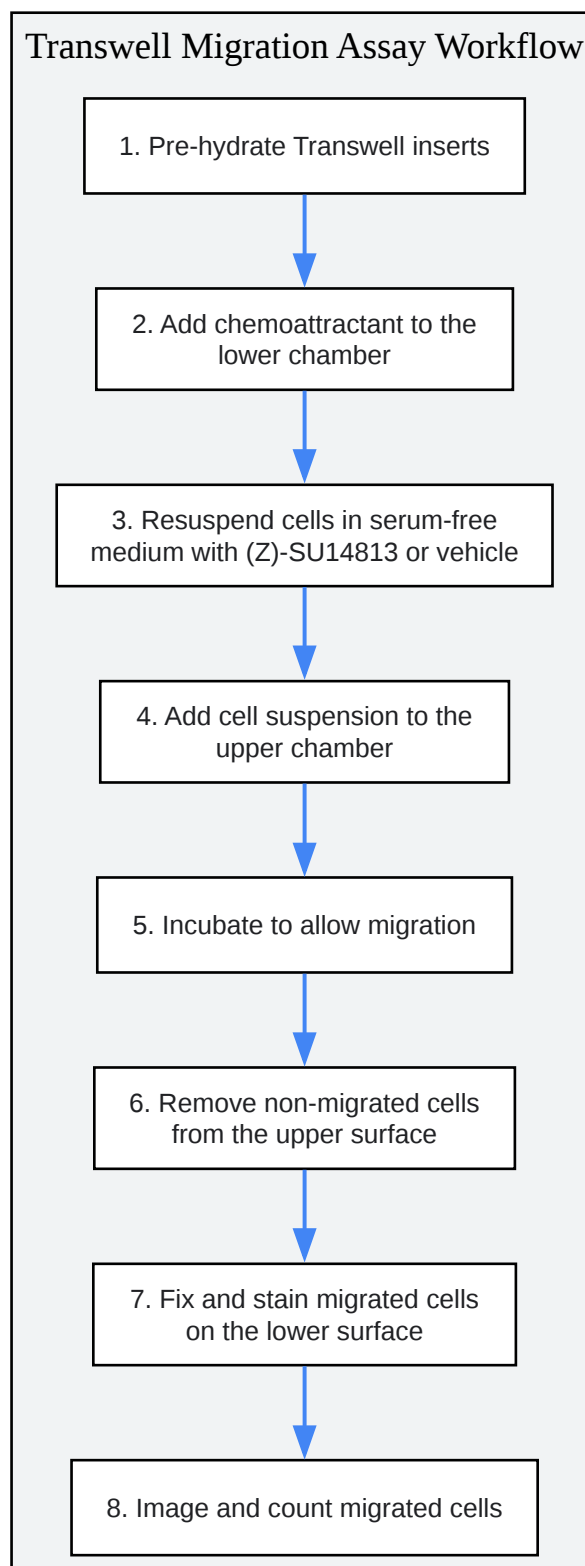 Transwell Migration Assay Workflow
1. Pre-hydrate Transwell inserts
2. Add chemoattractant to the
lower chamber
3. Resuspend cells in serum-free
medium with (Z)-SU14813 or vehicle
4. Add cell suspension to the
upper chamber
5. Incubate to allow migration
6. Remove non-migrated cells
from the upper surface
7. Fix and stain migrated cells
on the lower surface
8. Image and count migrated cells